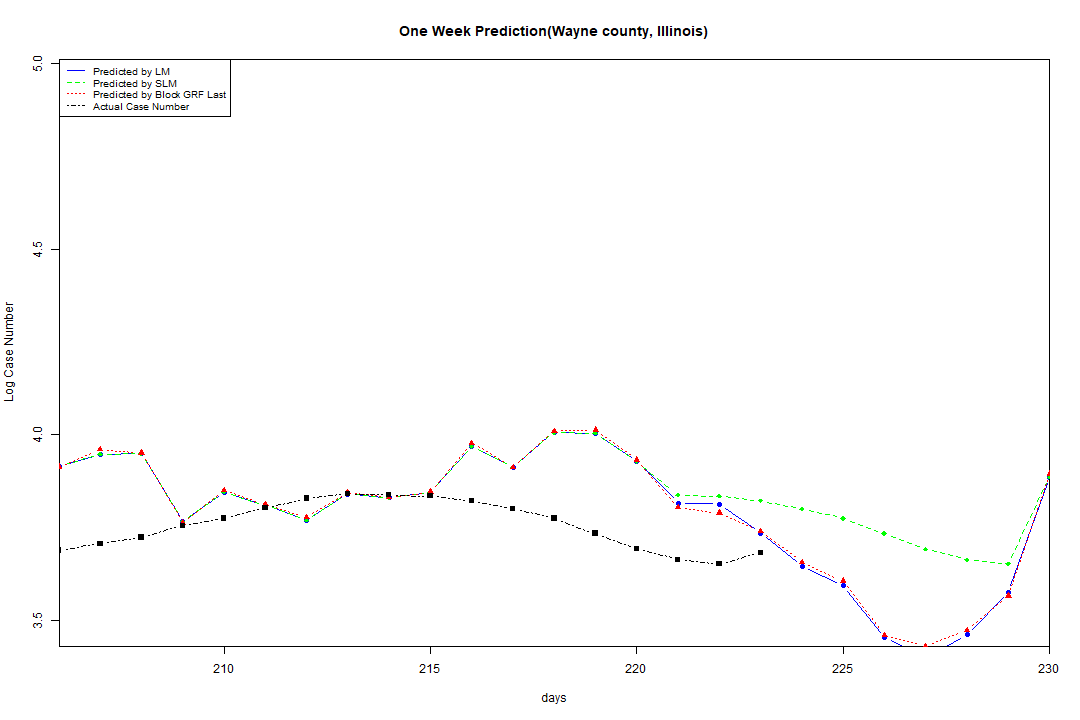 One Week Prediction(Wayne county, Illinois)
Predicted by LM
Predicted by SLM
Predicted by Block GRF Last
Actual Case Number
5.0
4.5
4.0
3.5
Log Case Number
210 215 220 225 230
days